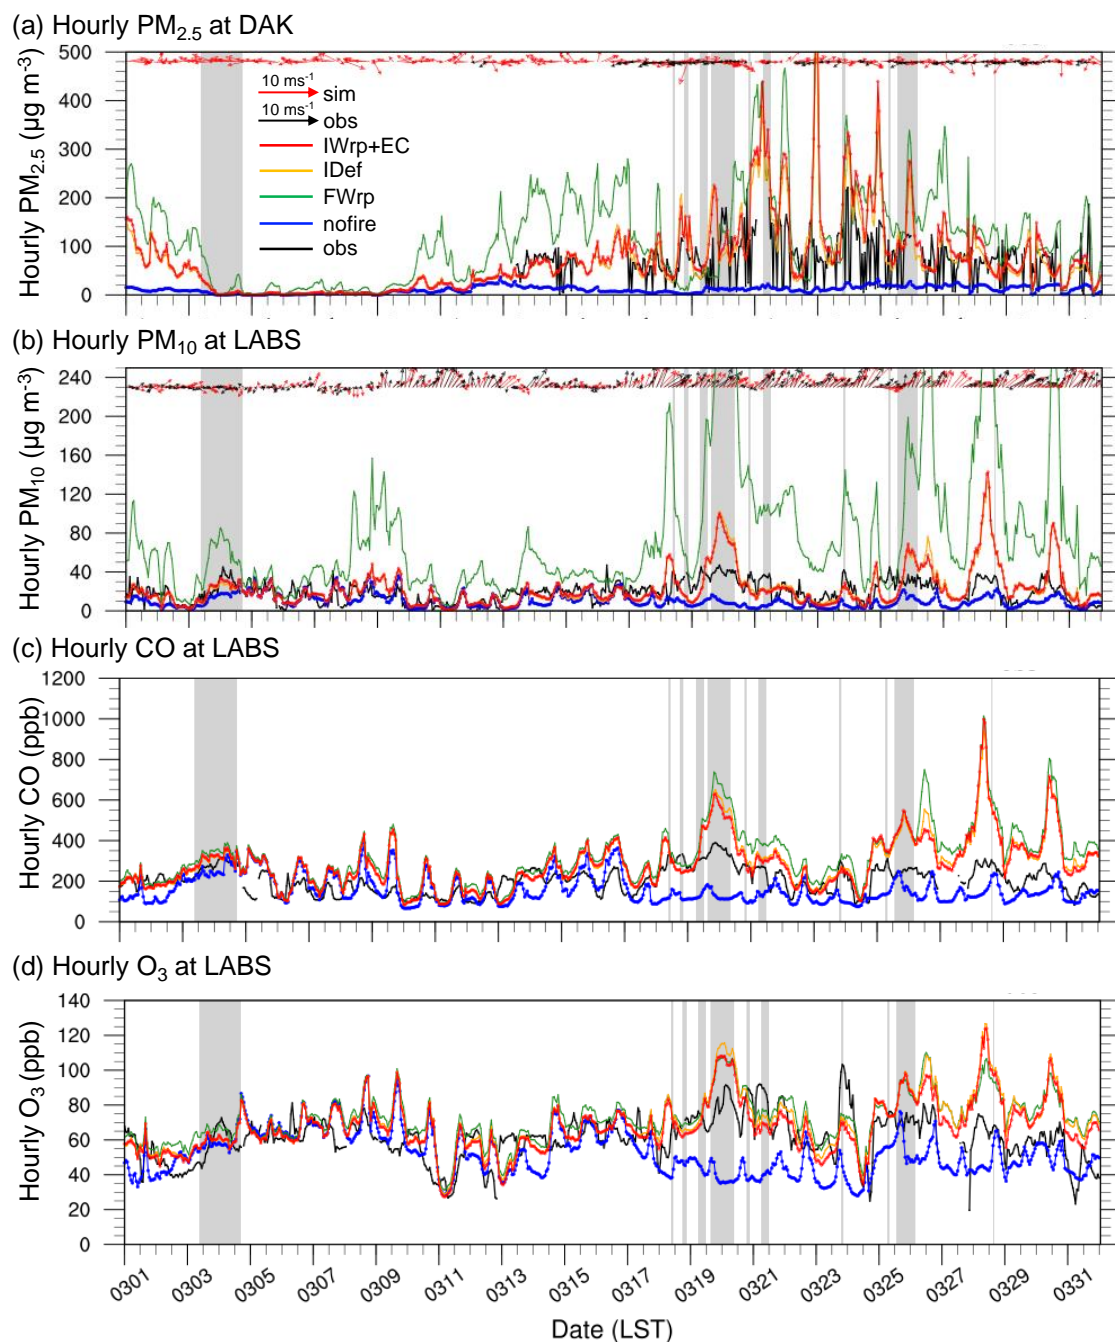 (a) Hourly PM2.5 at DAK
Hourly PM2.5 (µg m-3)
500
400
300
200
100
0
10 ms-1
sim
10 ms-1
obs
IWrp+EC
IDef
FWrp
nofire
obs
(b) Hourly PM10 at LABS
Hourly PM10 (µg m-3)
240
200
160
120
80
40
0
(c) Hourly CO at LABS
Hourly CO (ppb)
1200
1000
800
600
400
200
0
(d) Hourly O3 at LABS
Hourly O3 (ppb)
140
120
100
80
60
40
20
0
0301 0303 0305 0307 0309 0311 0313 0315 0317 0319 0321 0323 0325 0327 0329 0331
Date (LST)